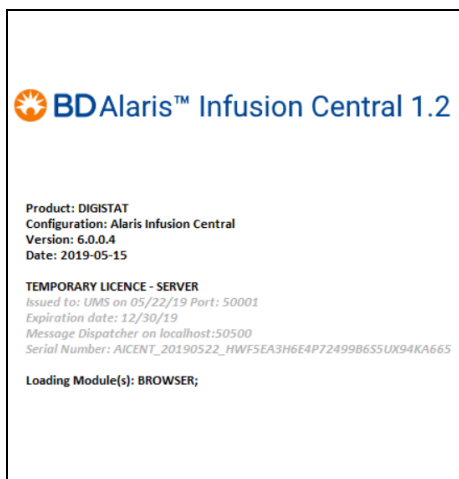 BD Alaris™ Infusion Central 1.2
Product: DIGISTAT
Configuration: Alaris Infusion Central
Version: 6.0.0.4
Date: 2019-05-15
TEMPORARY LICENCE - SERVER
Issued to: UMS on 05/22/19 Port: 50001
Expiration date: 12/30/19
Message Dispatcher on localhost:50500
Serial Number: AICENT_20190522_HWF5EA3H6E4P72499B6S5UX94KA665
Loading Module(s): BROWSER;